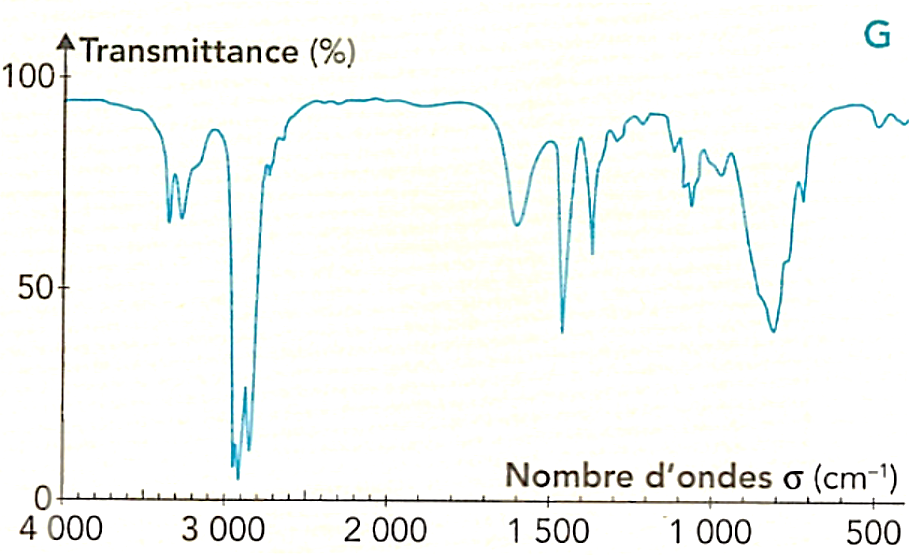 G
Transmittance (%)
100
50
0
Nombre d'ondes σ (cm⁻¹)
4 000 3 000 2 000 1 500 1 000 500